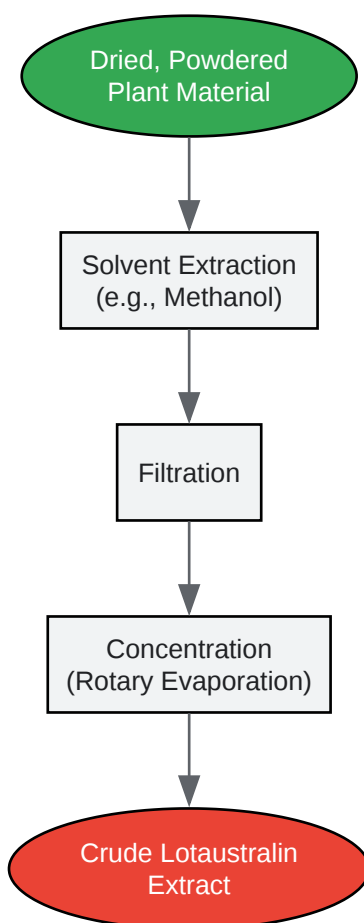 Dried, Powdered
Plant Material
Solvent Extraction
(e.g., Methanol)
Filtration
Concentration
(Rotary Evaporation)
Crude Lotaustralin
Extract